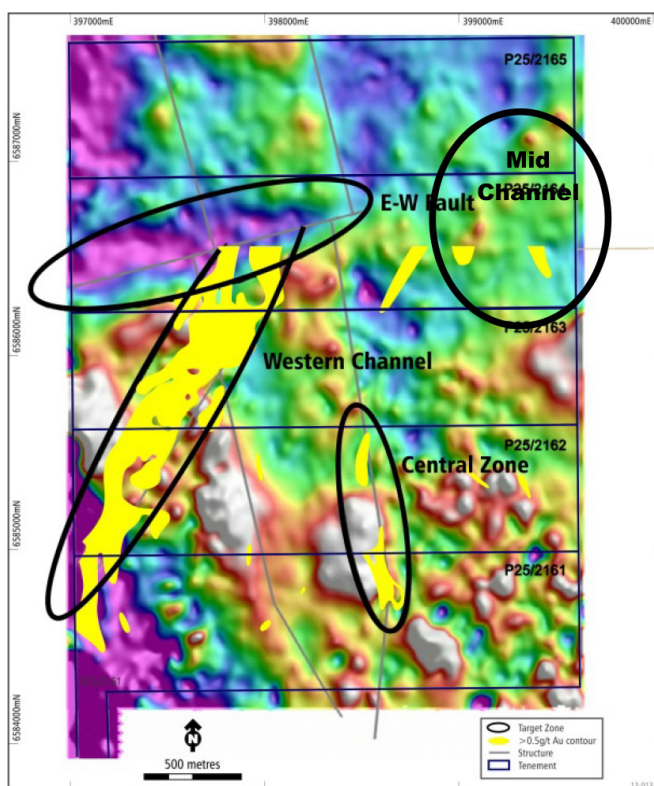 397000mE
398000mE
399000mE
400000mE
6587000mN
6586000mN
6585000mN
6584000mN
P25/2165
Mid
Channel
E-W Fault
P25/2163
Western Channel
P25/2162
Central Zone
P25/2161
N
500 metres
Target Zone
>0.5g/t Au contour
Structure
Tenement